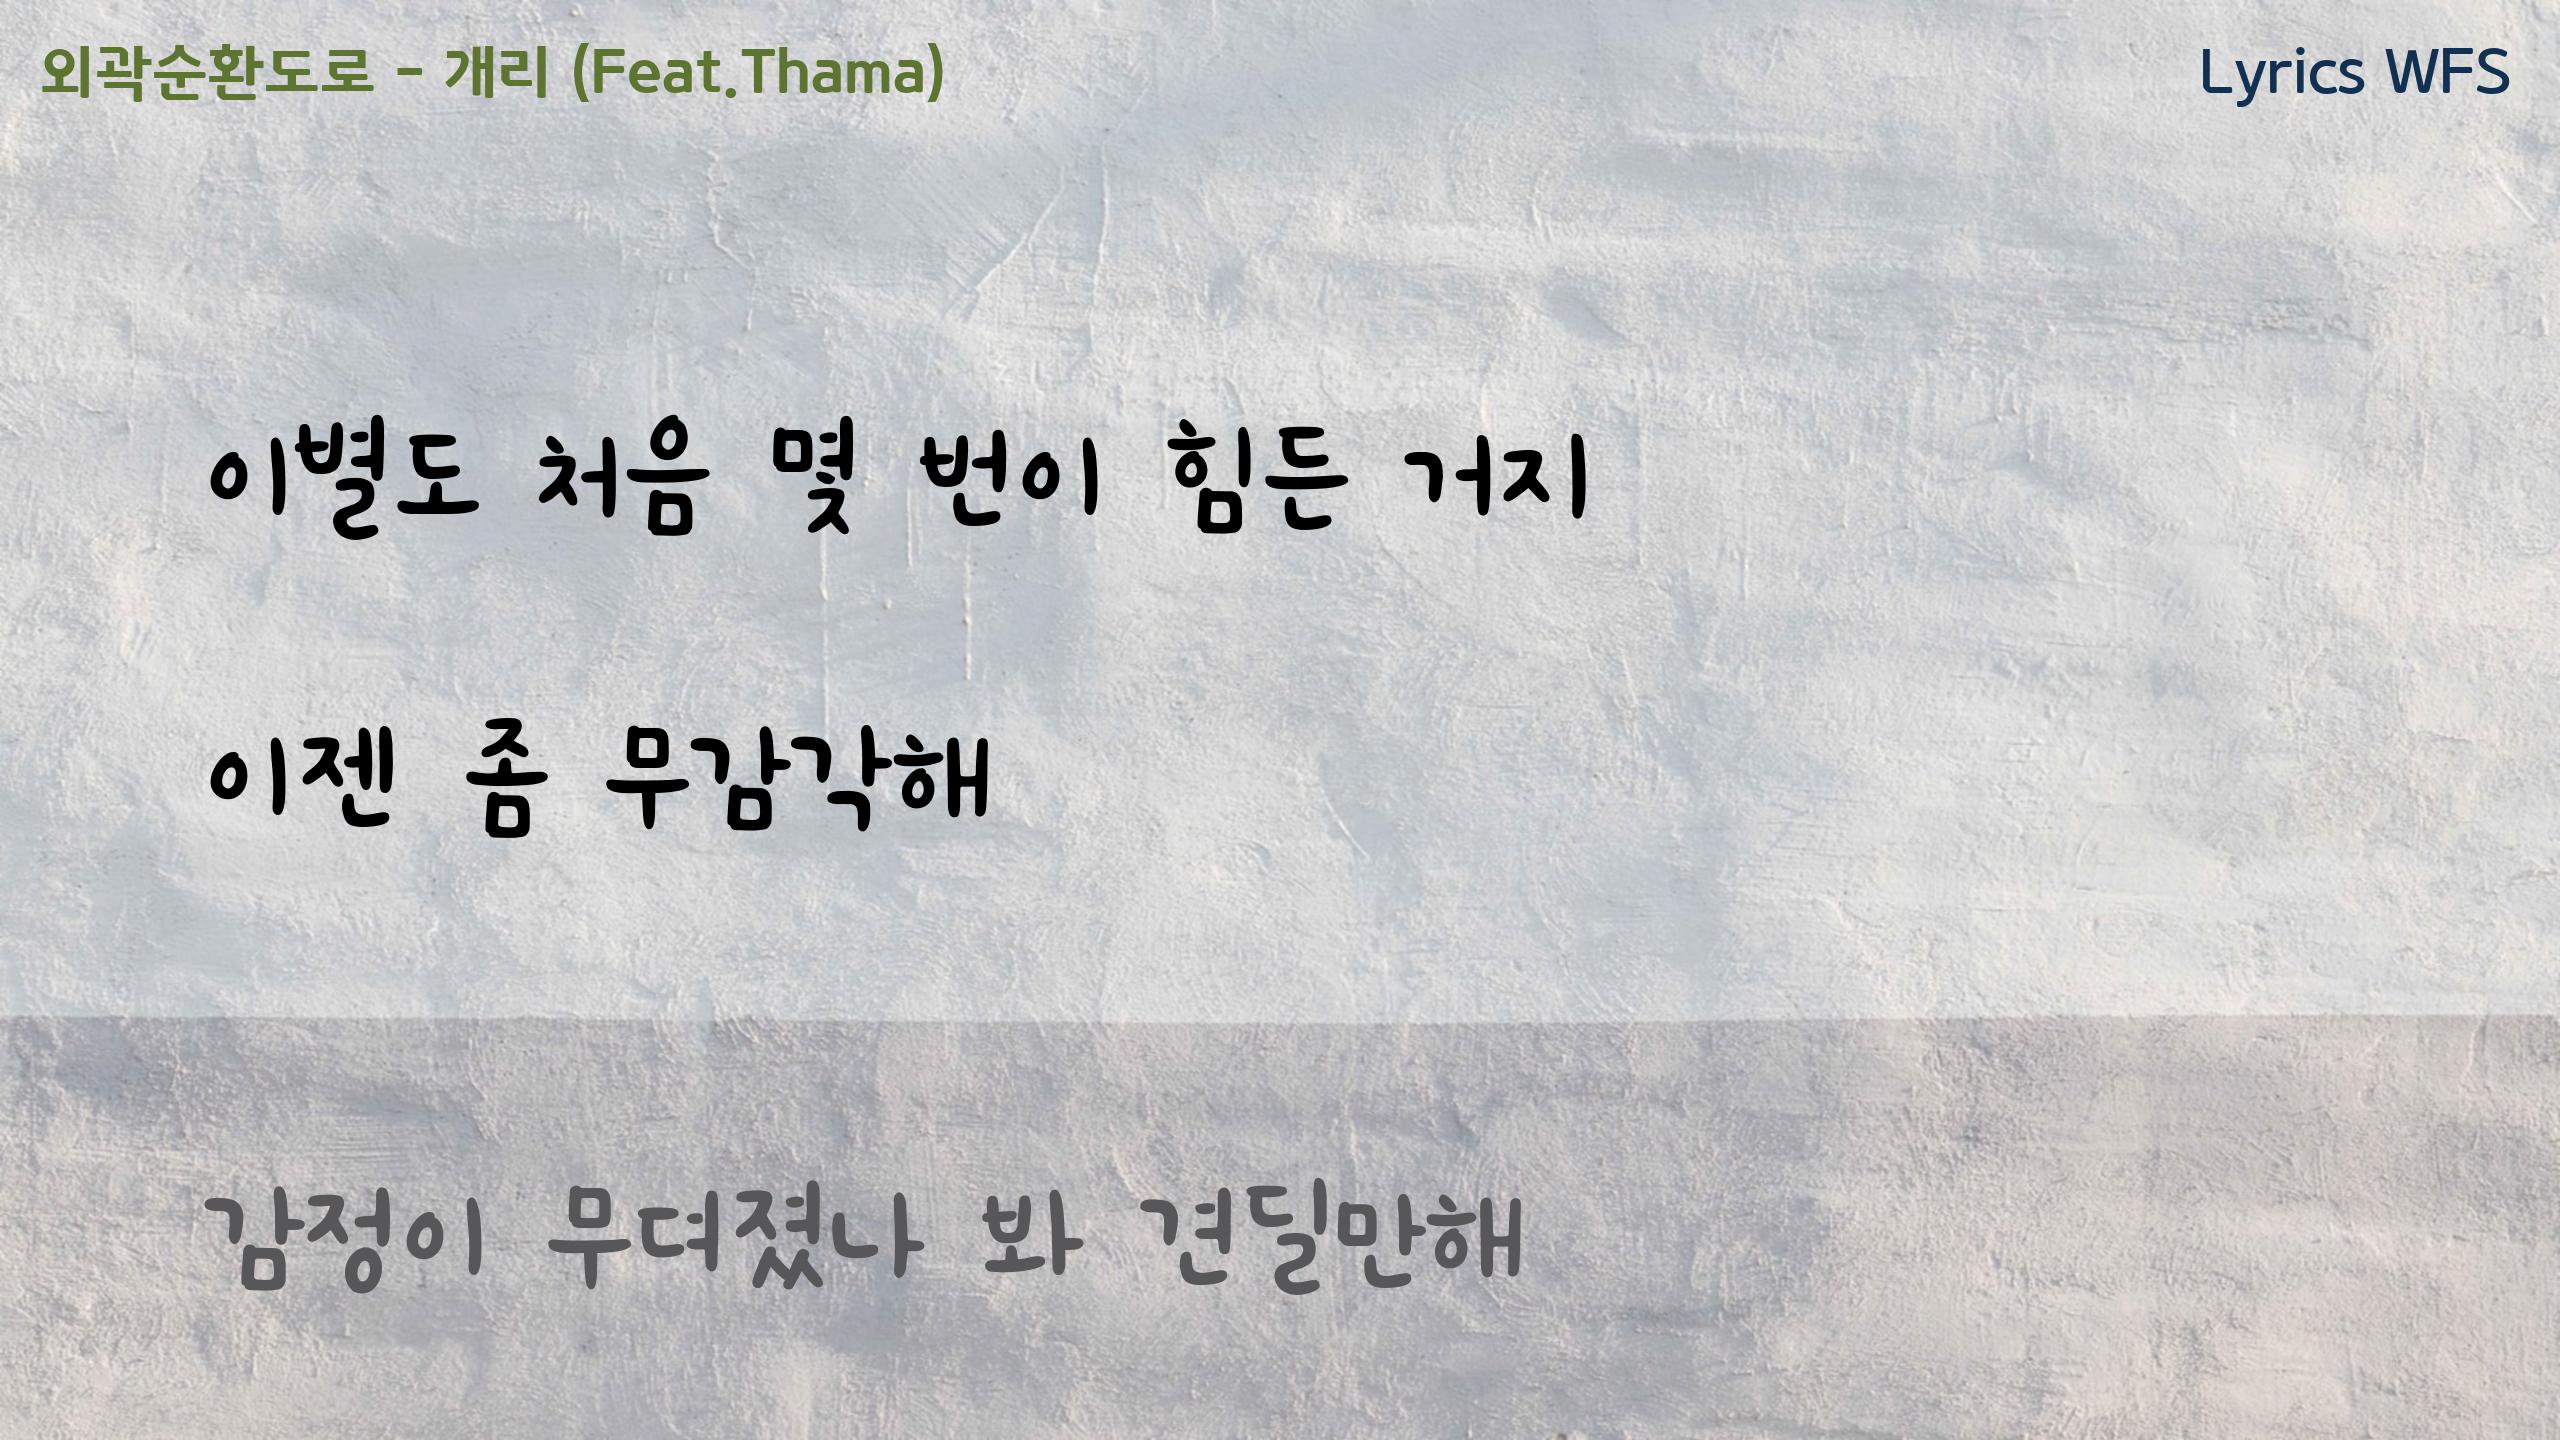 외곽순환도로 - 개리 (Feat.Thama)
Lyrics WFS
이별도 처음 몇 번이 힘든 거지
이젠 좀 무감각해
감정이 무뎌졌나 봐 견딜만해